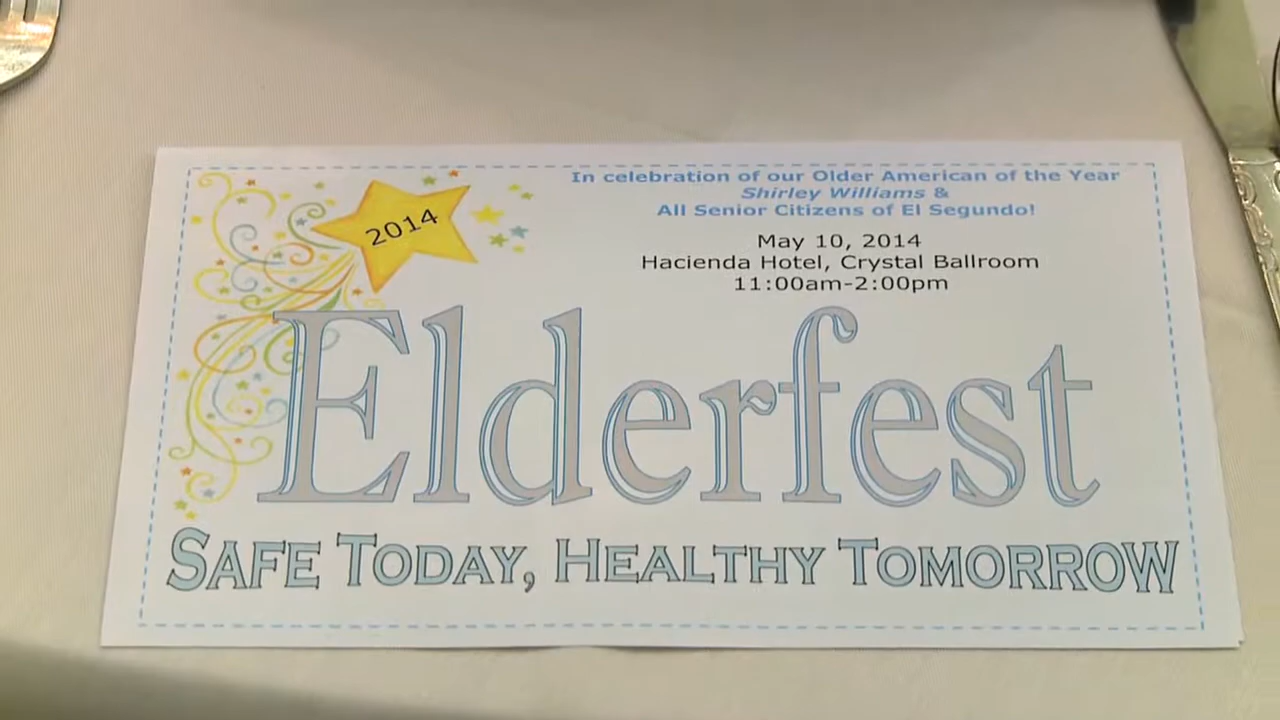 2014
In celebration of our Older American of the Year
Shirley Williams &
All Senior Citizens of El Segundo!
May 10, 2014
Hacienda Hotel, Crystal Ballroom
11:00am-2:00pm
Elderfest
SAFE TODAY, HEALTHY TOMORROW